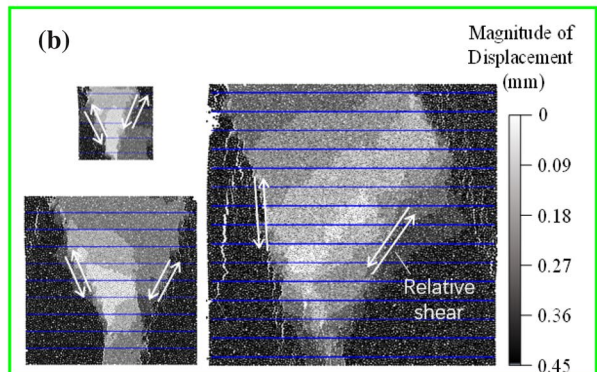 (b)
Magnitude of
Displacement
(mm)
0
0.09
0.18
0.27
0.36
0.45
Relative
shear